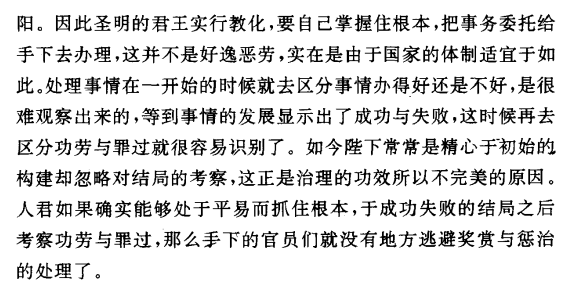 阳。因此圣明的君王实行教化,要自己掌握住根本,把事务委托给
手下去办理,这并不是好逸恶劳,实在是由于国家的体制适宜于如
此。处理事情在一开始的时候就去区分事情办得好还是不好,是很
难观察出来的,等到事情的发展显示出了成功与失败,这时候再去
区分功劳与罪过就很容易识别了。如今陛下常常是精心于初始的
构建却忽略对结局的考察,这正是治理的功效所以不完美的原因。
人君如果确实能够处于平易而抓住根本,于成功失败的结局之后
考察功劳与罪过,那么手下的官员们就没有地方逃避奖赏与惩治
的处理了。